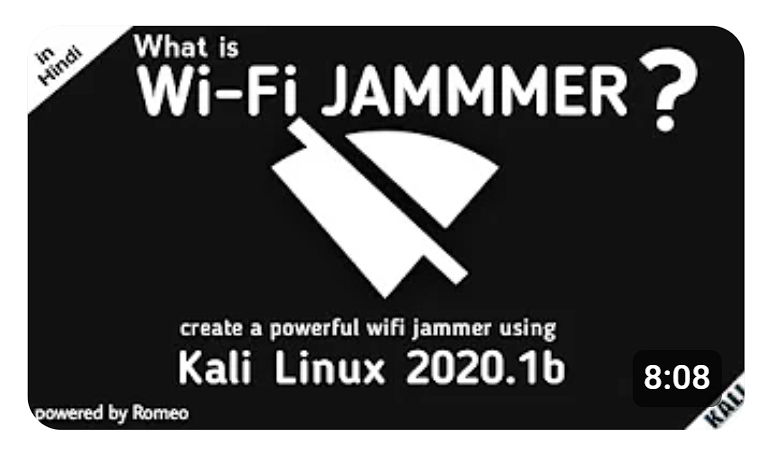 in
Hindi
What is
Wi-Fi JAMMMER ?
create a powerful wifi jammer using
Kali Linux 2020.1b
8:08
powered by Romeo
KALI